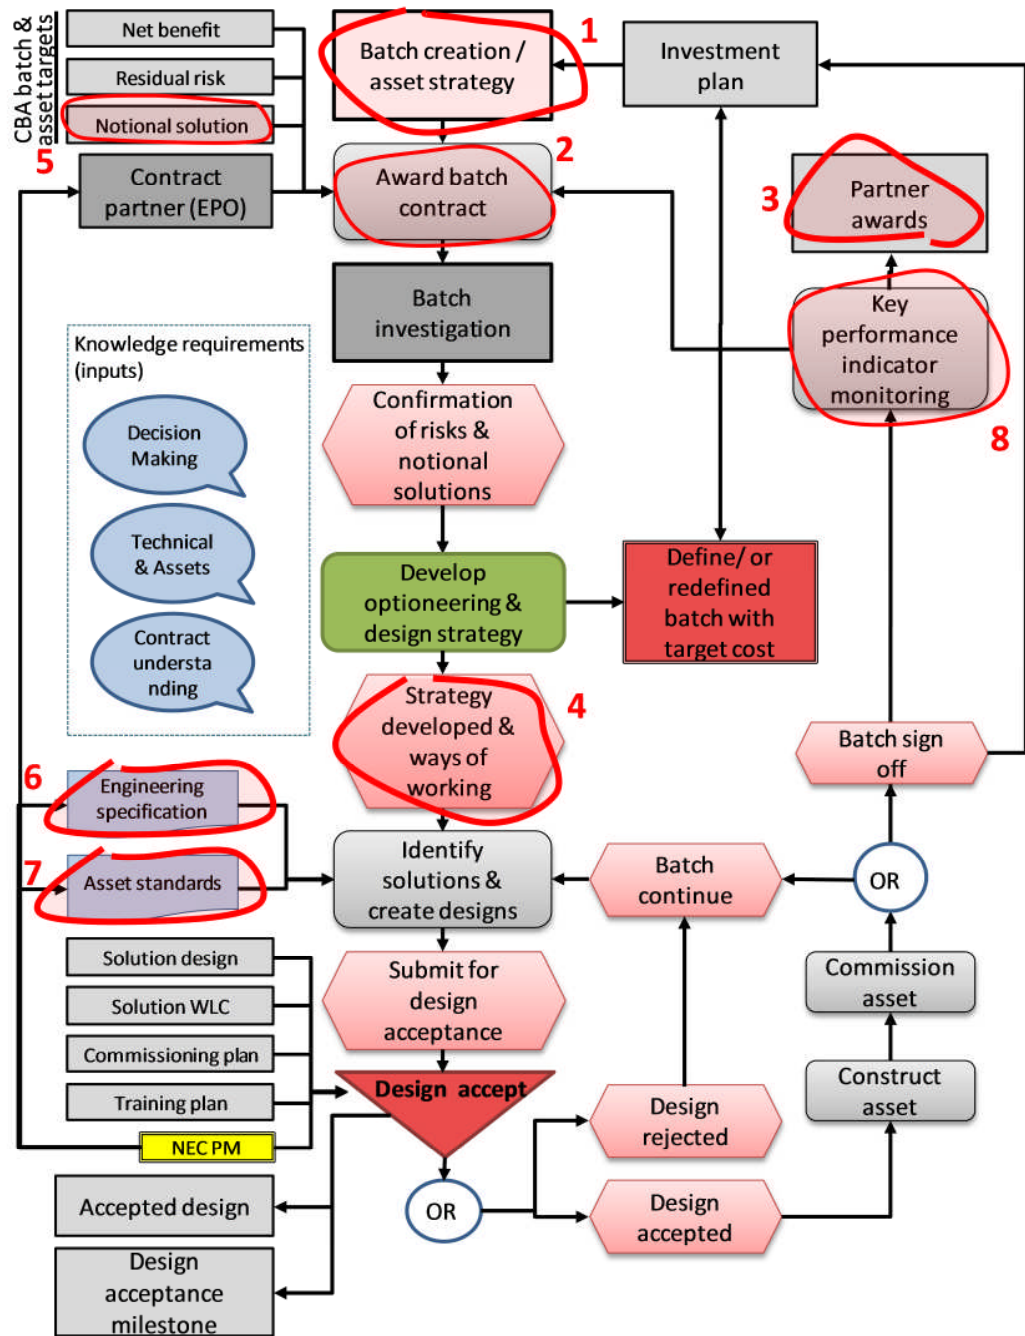 CBA batch &
asset targets
Net benefit
Residual risk
Notional solution
5
Contract
partner (EPO)
Batch creation /
asset strategy
1
Investment
plan
2
Award batch
contract
3
Partner
awards
Batch
investigation
Key
performance
indicator
monitoring
8
Knowledge requirements
(inputs)
Decision
Making
Technical
& Assets
Contract
understa
nding
Confirmation
of risks &
notional
solutions
Develop
optioneering &
design strategy
Define/ or
redefined
batch with
target cost
Strategy
developed &
ways of
working
4
Batch sign
off
6
Engineering
specification
7
Asset standards
Identify
solutions &
create designs
Batch
continue
OR
Solution design
Solution WLC
Commissioning plan
Training plan
NEC PM
Submit for
design
acceptance
Commission
asset
Design accept
Construct
asset
Design
rejected
Accepted design
OR
Design
accepted
Design
acceptance
milestone